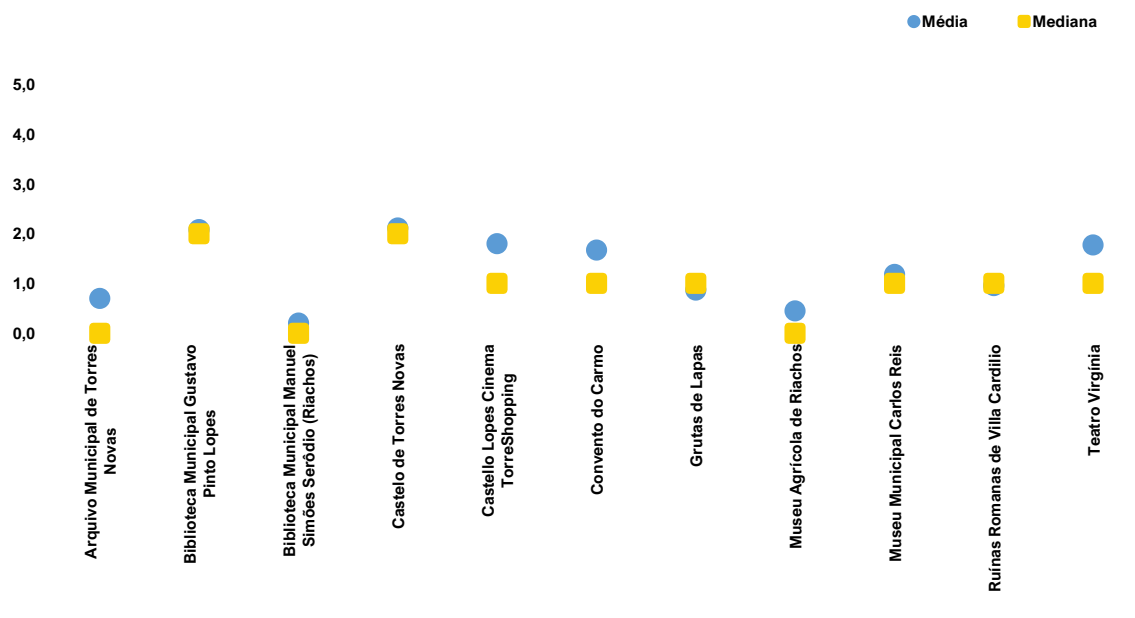 Média
Mediana
5,0
4,0
3,0
2,0
1,0
0,0
Arquivo Municipal de Torres
Novas
Biblioteca Municipal Gustavo
Pinto Lopes
Biblioteca Municipal Manuel
Simões Serôdio (Riachos)
Castelo de Torres Novas
Castello Lopes Cinema
TorreShopping
Convento do Carmo
Grutas de Lapas
Museu Agrícola de Riachos
Museu Municipal Carlos Reis
Ruínas Romanas de Villa Cardilio
Teatro Virgínia